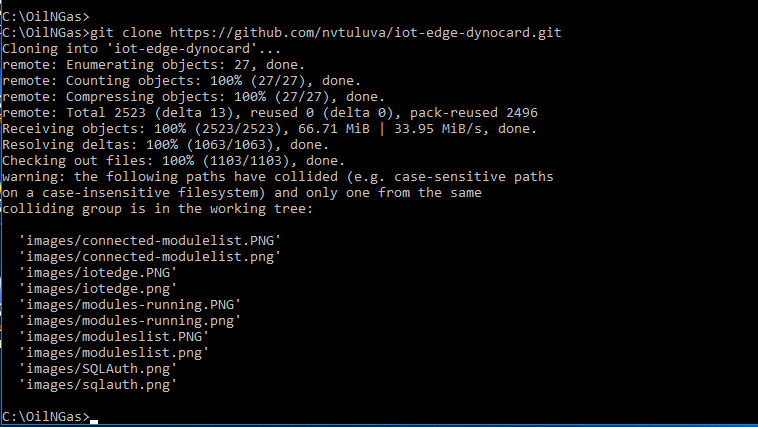 C:\OilNGas>
C:\OilNGas>git clone https://github.com/nvtuluva/iot-edge-dynocard.git
Cloning into 'iot-edge-dynocard'...
remote: Enumerating objects: 27, done.
remote: Counting objects: 100% (27/27), done.
remote: Compressing objects: 100% (27/27), done.
remote: Total 2523 (delta 13), reused 0 (delta 0), pack-reused 2496
Receiving objects: 100% (2523/2523), 66.71 MiB | 33.95 MiB/s, done.
Resolving deltas: 100% (1063/1063), done.
Checking out files: 100% (1103/1103), done.
warning: the following paths have collided (e.g. case-sensitive paths
on a case-insensitive filesystem) and only one from the same
colliding group is in the working tree:
'images/connected-modulelist.PNG'
'images/connected-modulelist.png'
'images/iotedge.PNG'
'images/iotedge.png'
'images/modules-running.PNG'
'images/modules-running.png'
'images/moduleslist.PNG'
'images/moduleslist.png'
'images/SQLAuth.png'
'images/sqlauth.png'
C:\OilNGas>